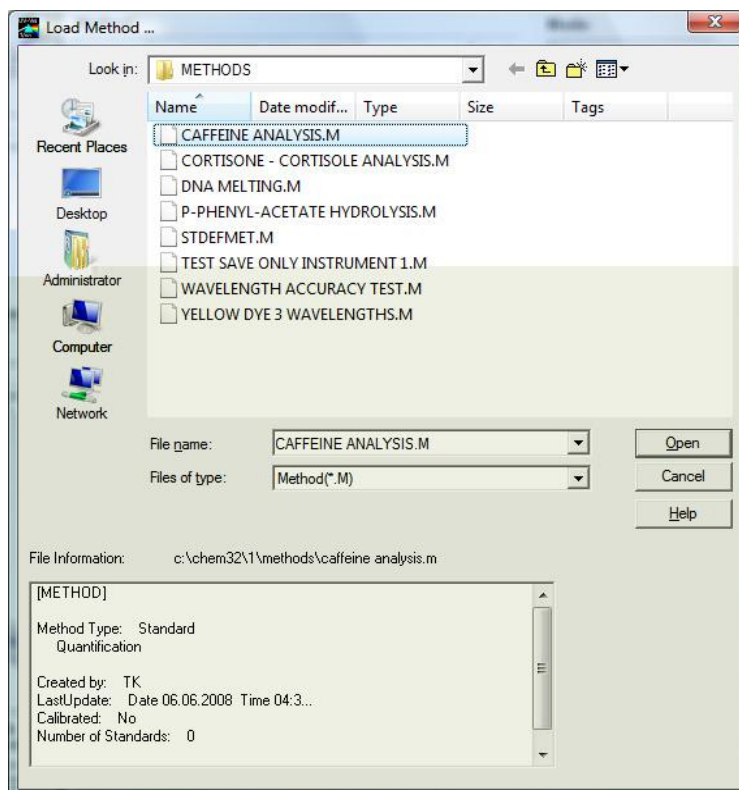 Load Method ...
Look in: METHODS
Name Date modif... Type Size Tags
Recent Places
Desktop
Administrator
Computer
Network
CAFFEINE ANALYSIS.M
CORTISONE - CORTISOLE ANALYSIS.M
DNA MELTING.M
P-PHENYL-ACETATE HYDROLYSIS.M
STDEFMET.M
TEST SAVE ONLY INSTRUMENT 1.M
WAVELENGTH ACCURACY TEST.M
YELLOW DYE 3 WAVELENGTHS.M
File name: CAFFEINE ANALYSIS.M Open
Files of type: Method(*.M) Cancel
Help
File Information: c:\chem32\1\methods\caffeine analysis.m
[METHOD]
Method Type: Standard
Quantification
Created by: TK
LastUpdate: Date 06.06.2008 Time 04:3...
Calibrated: No
Number of Standards: 0